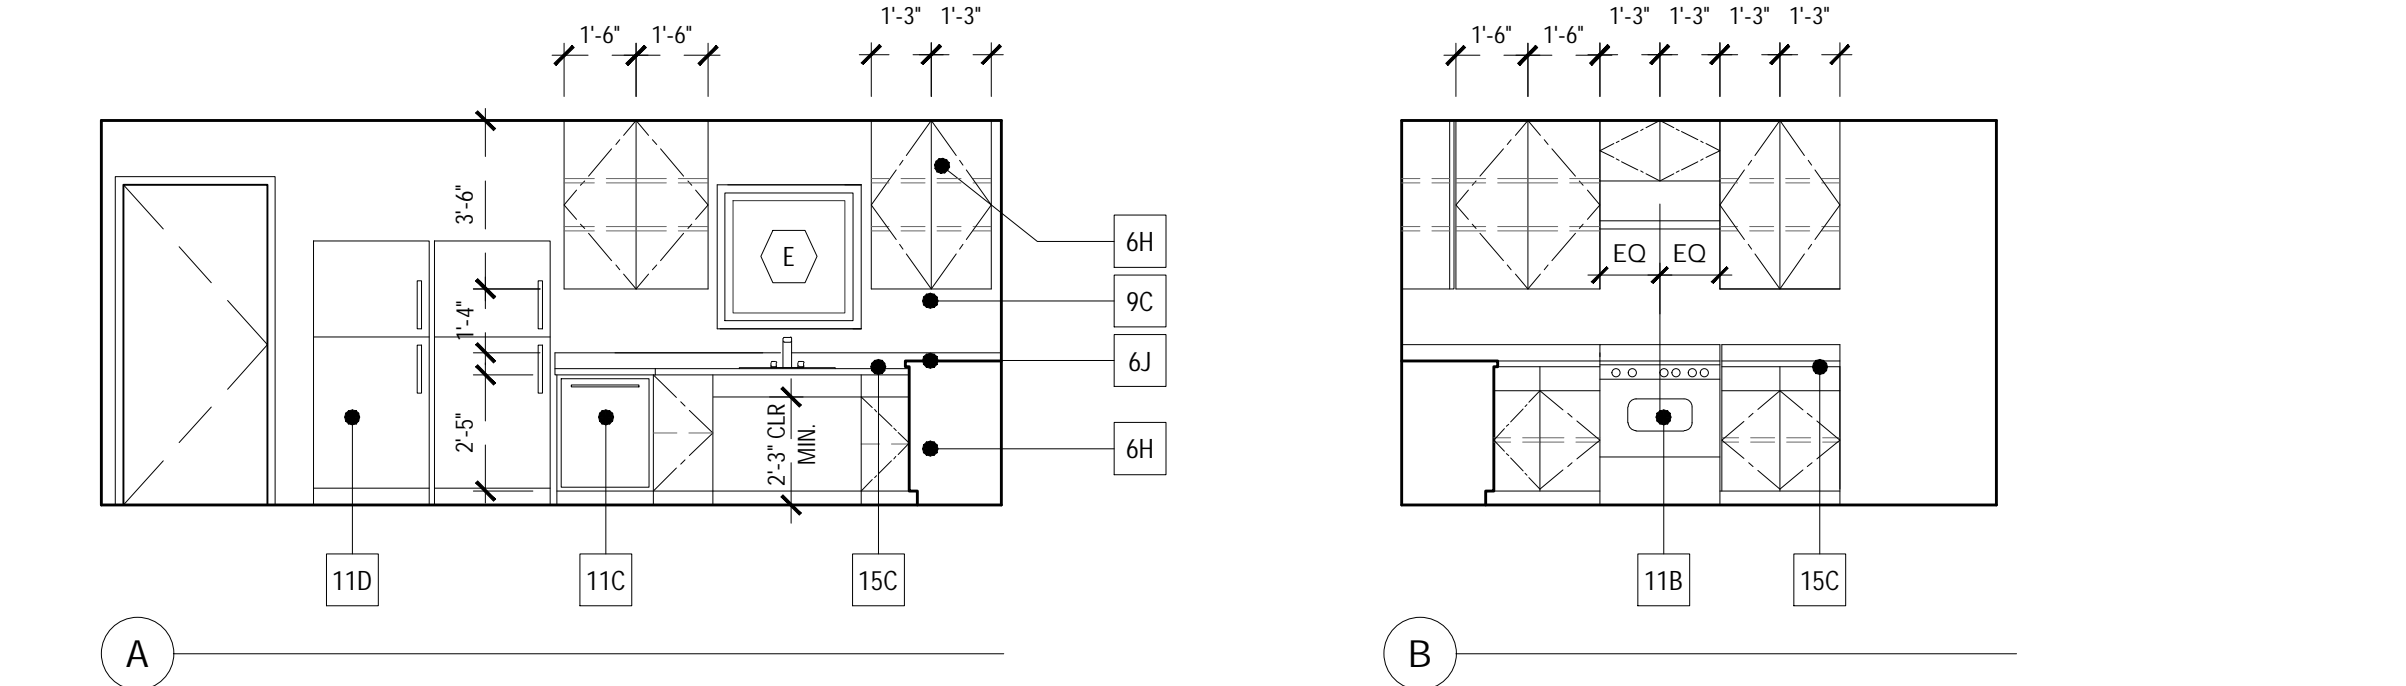 1'-6" 1'-6" 1'-3" 1'-3"
3'-6"
1'-4"
2'-5"
2'-3" CLR
MIN.
E
6H
9C
6J
6H
11D 11C 15C
A
1'-6" 1'-6" 1'-3" 1'-3" 1'-3" 1'-3"
EQ EQ
11B 15C
B